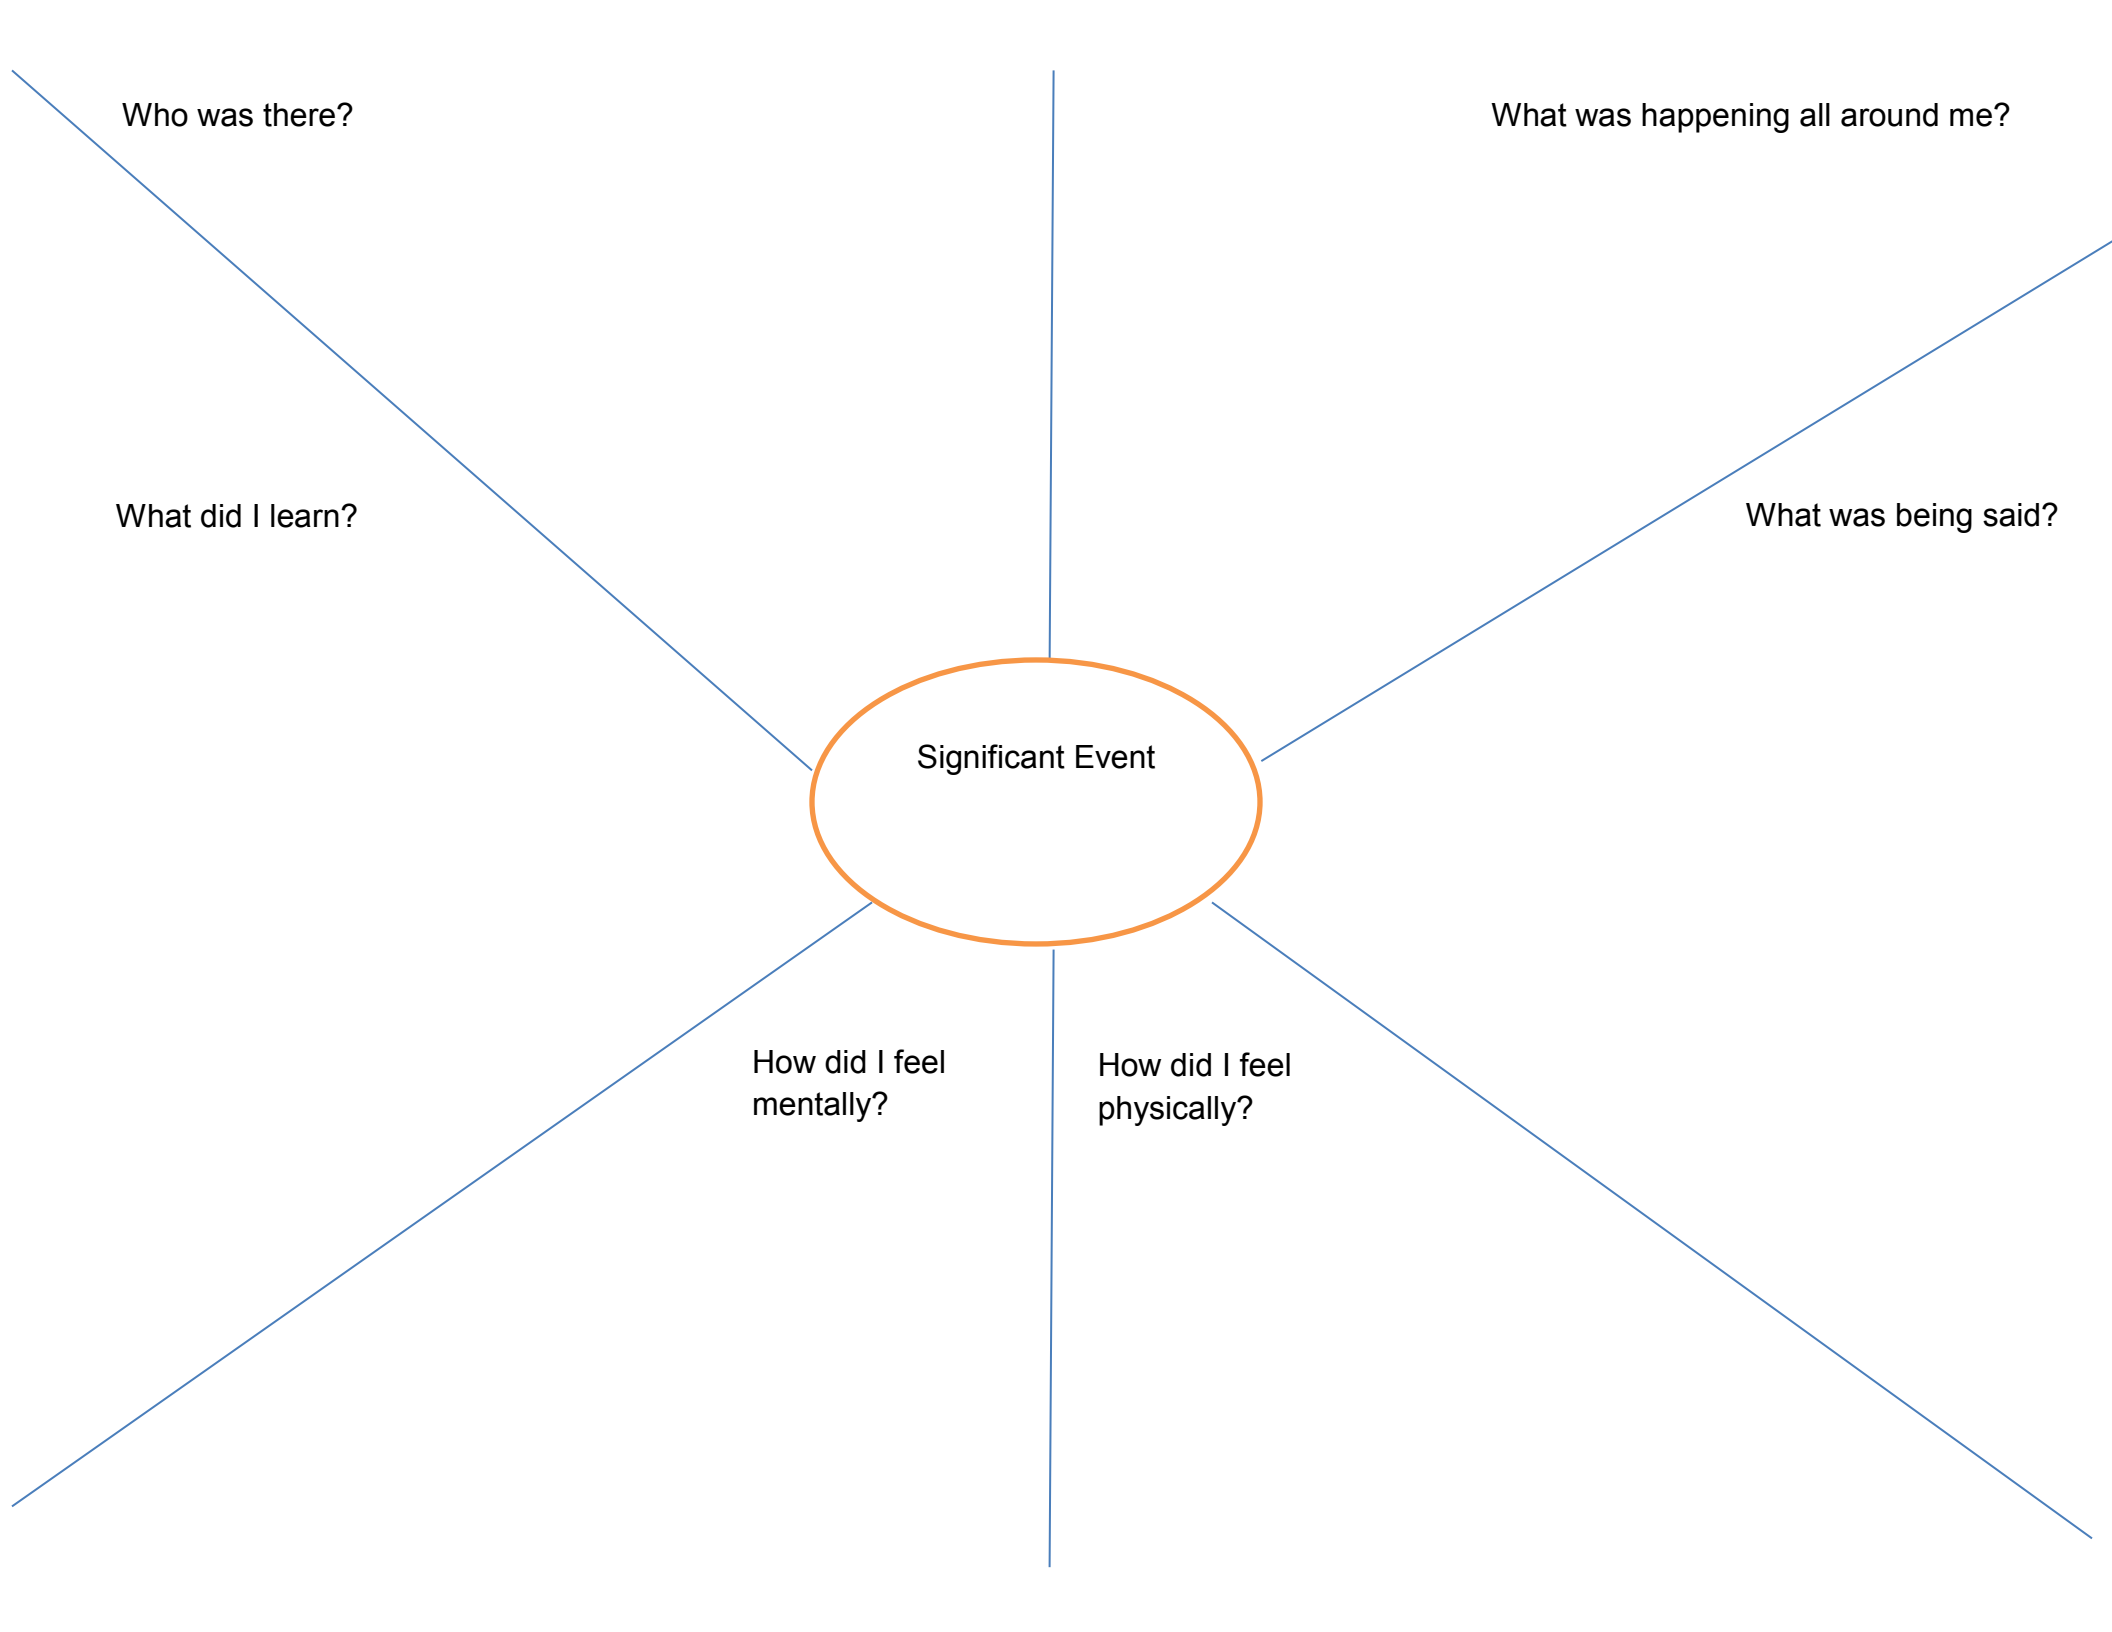 Who was there?
What was happening all around me?
What did I learn?
What was being said?
Significant Event
How did I feel
mentally?
How did I feel
physically?